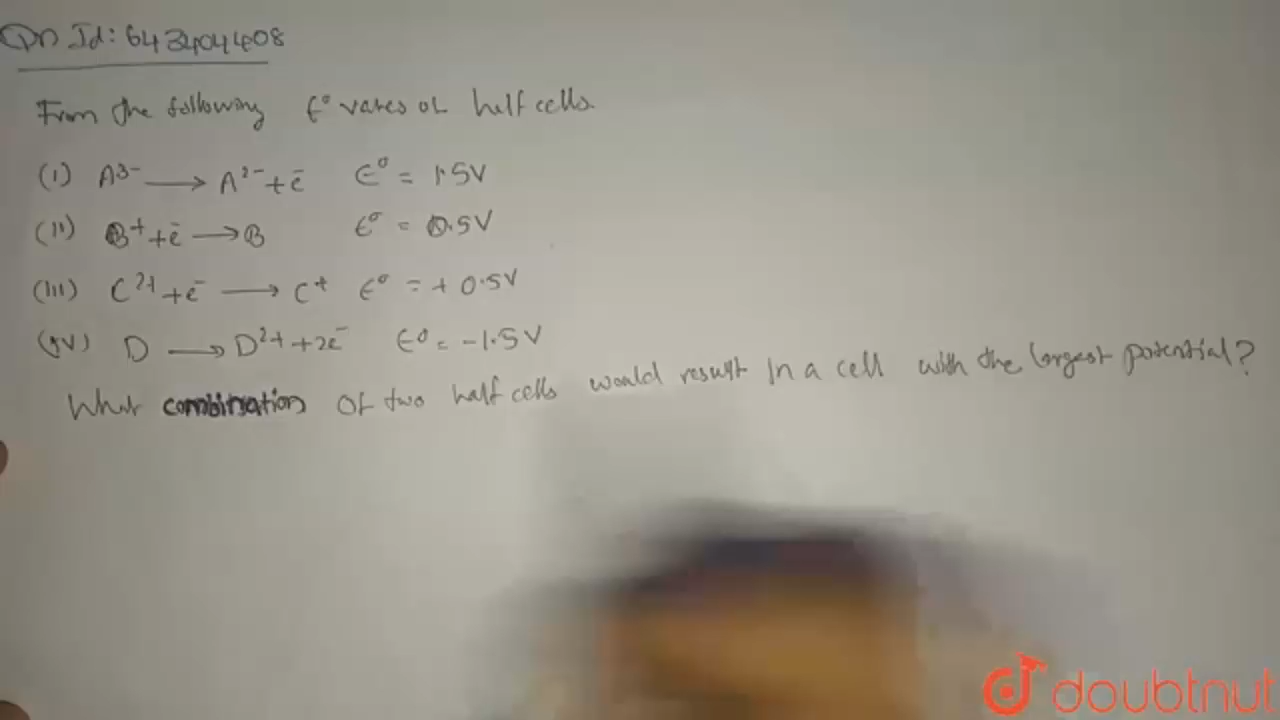 Qn Id: 643404408
From the following E° vales of half cells
(i) A³⁻ → A²⁻ + e⁻ E° = 1.5V
(ii) B⁺ + e⁻ → B E° = 0.5V
(iii) C²⁺ + e⁻ → C⁺ E° = + 0.5V
(iv) D → D²⁺ + 2e⁻ E° = -1.5V
What combination of two half cells would result in a cell with the largest potential?
doubtnut